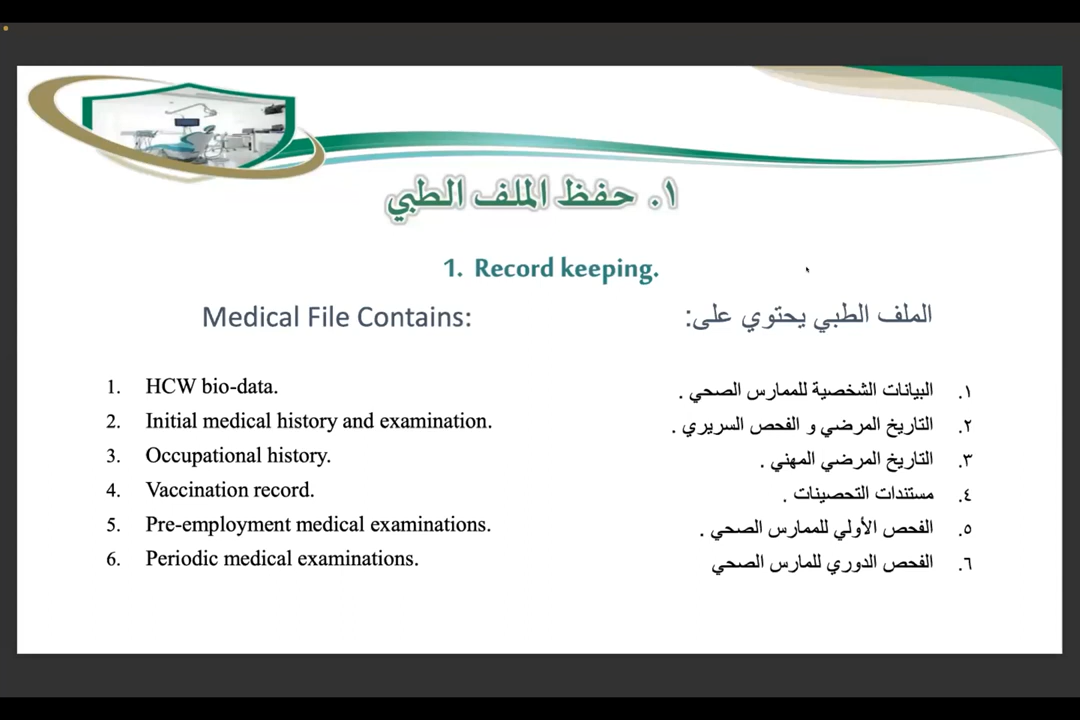 ١. حفظ الملف الطبي
1. Record keeping.
Medical File Contains:
1. HCW bio-data.
2. Initial medical history and examination.
3. Occupational history.
4. Vaccination record.
5. Pre-employment medical examinations.
6. Periodic medical examinations.
الملف الطبي يحتوي على:
١. البيانات الشخصية للممارس الصحي .
٢. التاريخ المرضي و الفحص السريري .
٣. التاريخ المرضي المهني .
٤. مستندات التحصينات .
٥. الفحص الأولي للممارس الصحي .
٦. الفحص الدوري للمارس الصحي